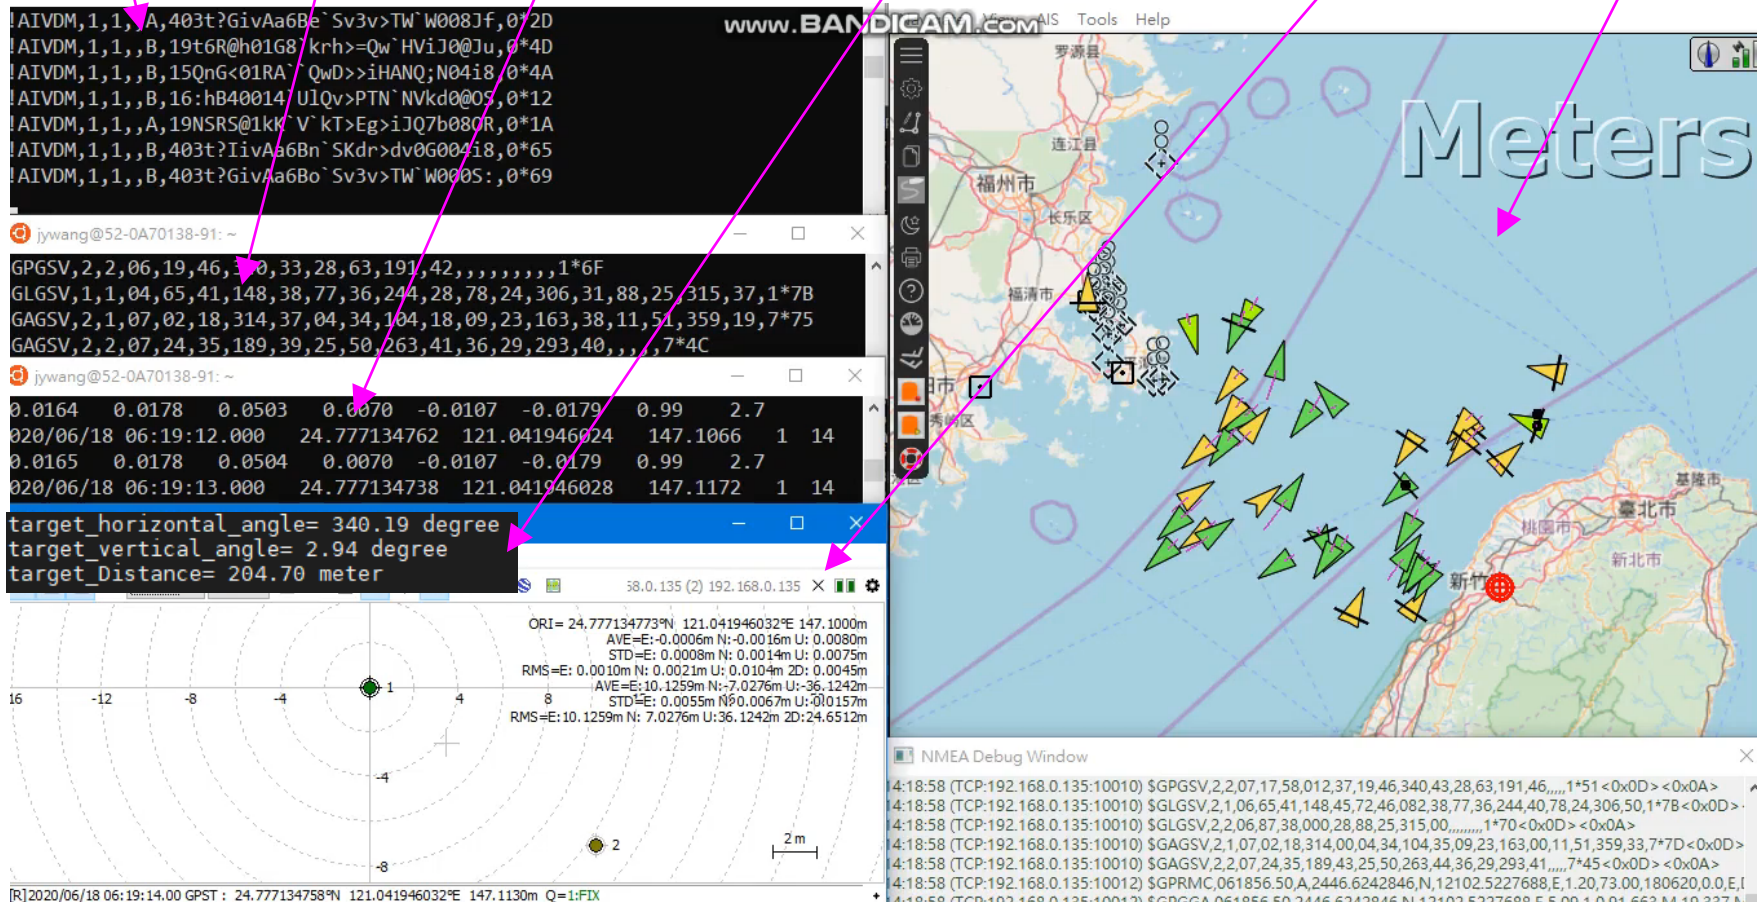 !AIVDM,1,1,,A,403t?GivAa6Be`Sv3v>TW`W008Jf,0*2D
!AIVDM,1,1,,B,19t6R@h01G8`krh>=Qw`HViJ0@Ju,0*4D
!AIVDM,1,1,,B,15QnG<01RA``QwD>>iHANQ;N04i8,0*4A
!AIVDM,1,1,,B,16:hB40014`UlQv>PTN`NVkd0@OS,0*12
!AIVDM,1,1,,A,19NSRS@1kK`V`kT>Eg>iJQ7b08OR,0*1A
!AIVDM,1,1,,B,403t?IivAa6Bn`SKdr>dv0G004i8,0*65
!AIVDM,1,1,,B,403t?GivAa6Bo`Sv3v>TW`W000S:,0*69
jywang@52-0A70138-91: ~
GPGSV,2,2,06,19,46,340,33,28,63,191,42,,,,,,,,,1*6F
GLGSV,1,1,04,65,41,148,38,77,36,244,28,78,24,306,31,88,25,315,37,1*7B
GAGSV,2,1,07,02,18,314,37,04,34,104,18,09,23,163,38,11,51,359,19,7*75
GAGSV,2,2,07,24,35,189,39,25,50,263,41,36,29,293,40,,,,,7*4C
jywang@52-0A70138-91: ~
0.0164 0.0178 0.0503 0.0070 -0.0107 -0.0179 0.99 2.7
020/06/18 06:19:12.000 24.777134762 121.041946024 147.1066 1 14
0.0165 0.0178 0.0504 0.0070 -0.0107 -0.0179 0.99 2.7
020/06/18 06:19:13.000 24.777134738 121.041946028 147.1172 1 14
target_horizontal_angle= 340.19 degree
target_vertical_angle= 2.94 degree
target_Distance= 204.70 meter
58.0.135 (2) 192.168.0.135
ORI= 24.777134773°N 121.041946032°E 147.1000m
AVE=E:-0.0006m N:-0.0016m U: 0.0080m
STD=E: 0.0008m N: 0.0014m U: 0.0075m
RMS=E: 0.0010m N: 0.0021m U: 0.0104m 2D: 0.0045m
AVE=E:10.1259m N:-7.0276m U:-36.1242m
STD=E: 0.0055m N: 0.0067m U: 0.0157m
RMS=E:10.1259m N: 7.0276m U:36.1242m 2D:24.6512m
16 -12 -8 -4 1 4 8
-4
2
2 m
-8
[R]2020/06/18 06:19:14.00 GPST : 24.777134758°N 121.041946032°E 147.1130m Q=1:FIX
www.BANDICAM.com
View AIS Tools Help
Meters
罗源县
连江县
福州市
长乐区
福清市
田市
秀屿区
基隆市
臺北市
桃園市
新北市
新竹
NMEA Debug Window
14:18:58 (TCP:192.168.0.135:10010) $GPGSV,2,2,07,17,58,012,37,19,46,340,43,28,63,191,46,,,,,1*51<0x0D><0x0A>
14:18:58 (TCP:192.168.0.135:10010) $GLGSV,2,1,06,65,41,148,45,72,46,082,38,77,36,244,40,78,24,306,50,1*7B<0x0D>
14:18:58 (TCP:192.168.0.135:10010) $GLGSV,2,2,06,87,38,000,28,88,25,315,00,,,,,,,,,1*70<0x0D><0x0A>
14:18:58 (TCP:192.168.0.135:10010) $GAGSV,2,1,07,02,18,314,00,04,34,104,35,09,23,163,00,11,51,359,33,7*7D<0x0D>
14:18:58 (TCP:192.168.0.135:10010) $GAGSV,2,2,07,24,35,189,43,25,50,263,44,36,29,293,41,,,,,7*45<0x0D><0x0A>
14:18:58 (TCP:192.168.0.135:10012) $GPRMC,061856.50,A,2446.6242846,N,12102.5227688,E,1.20,73.00,180620,0.0,E,